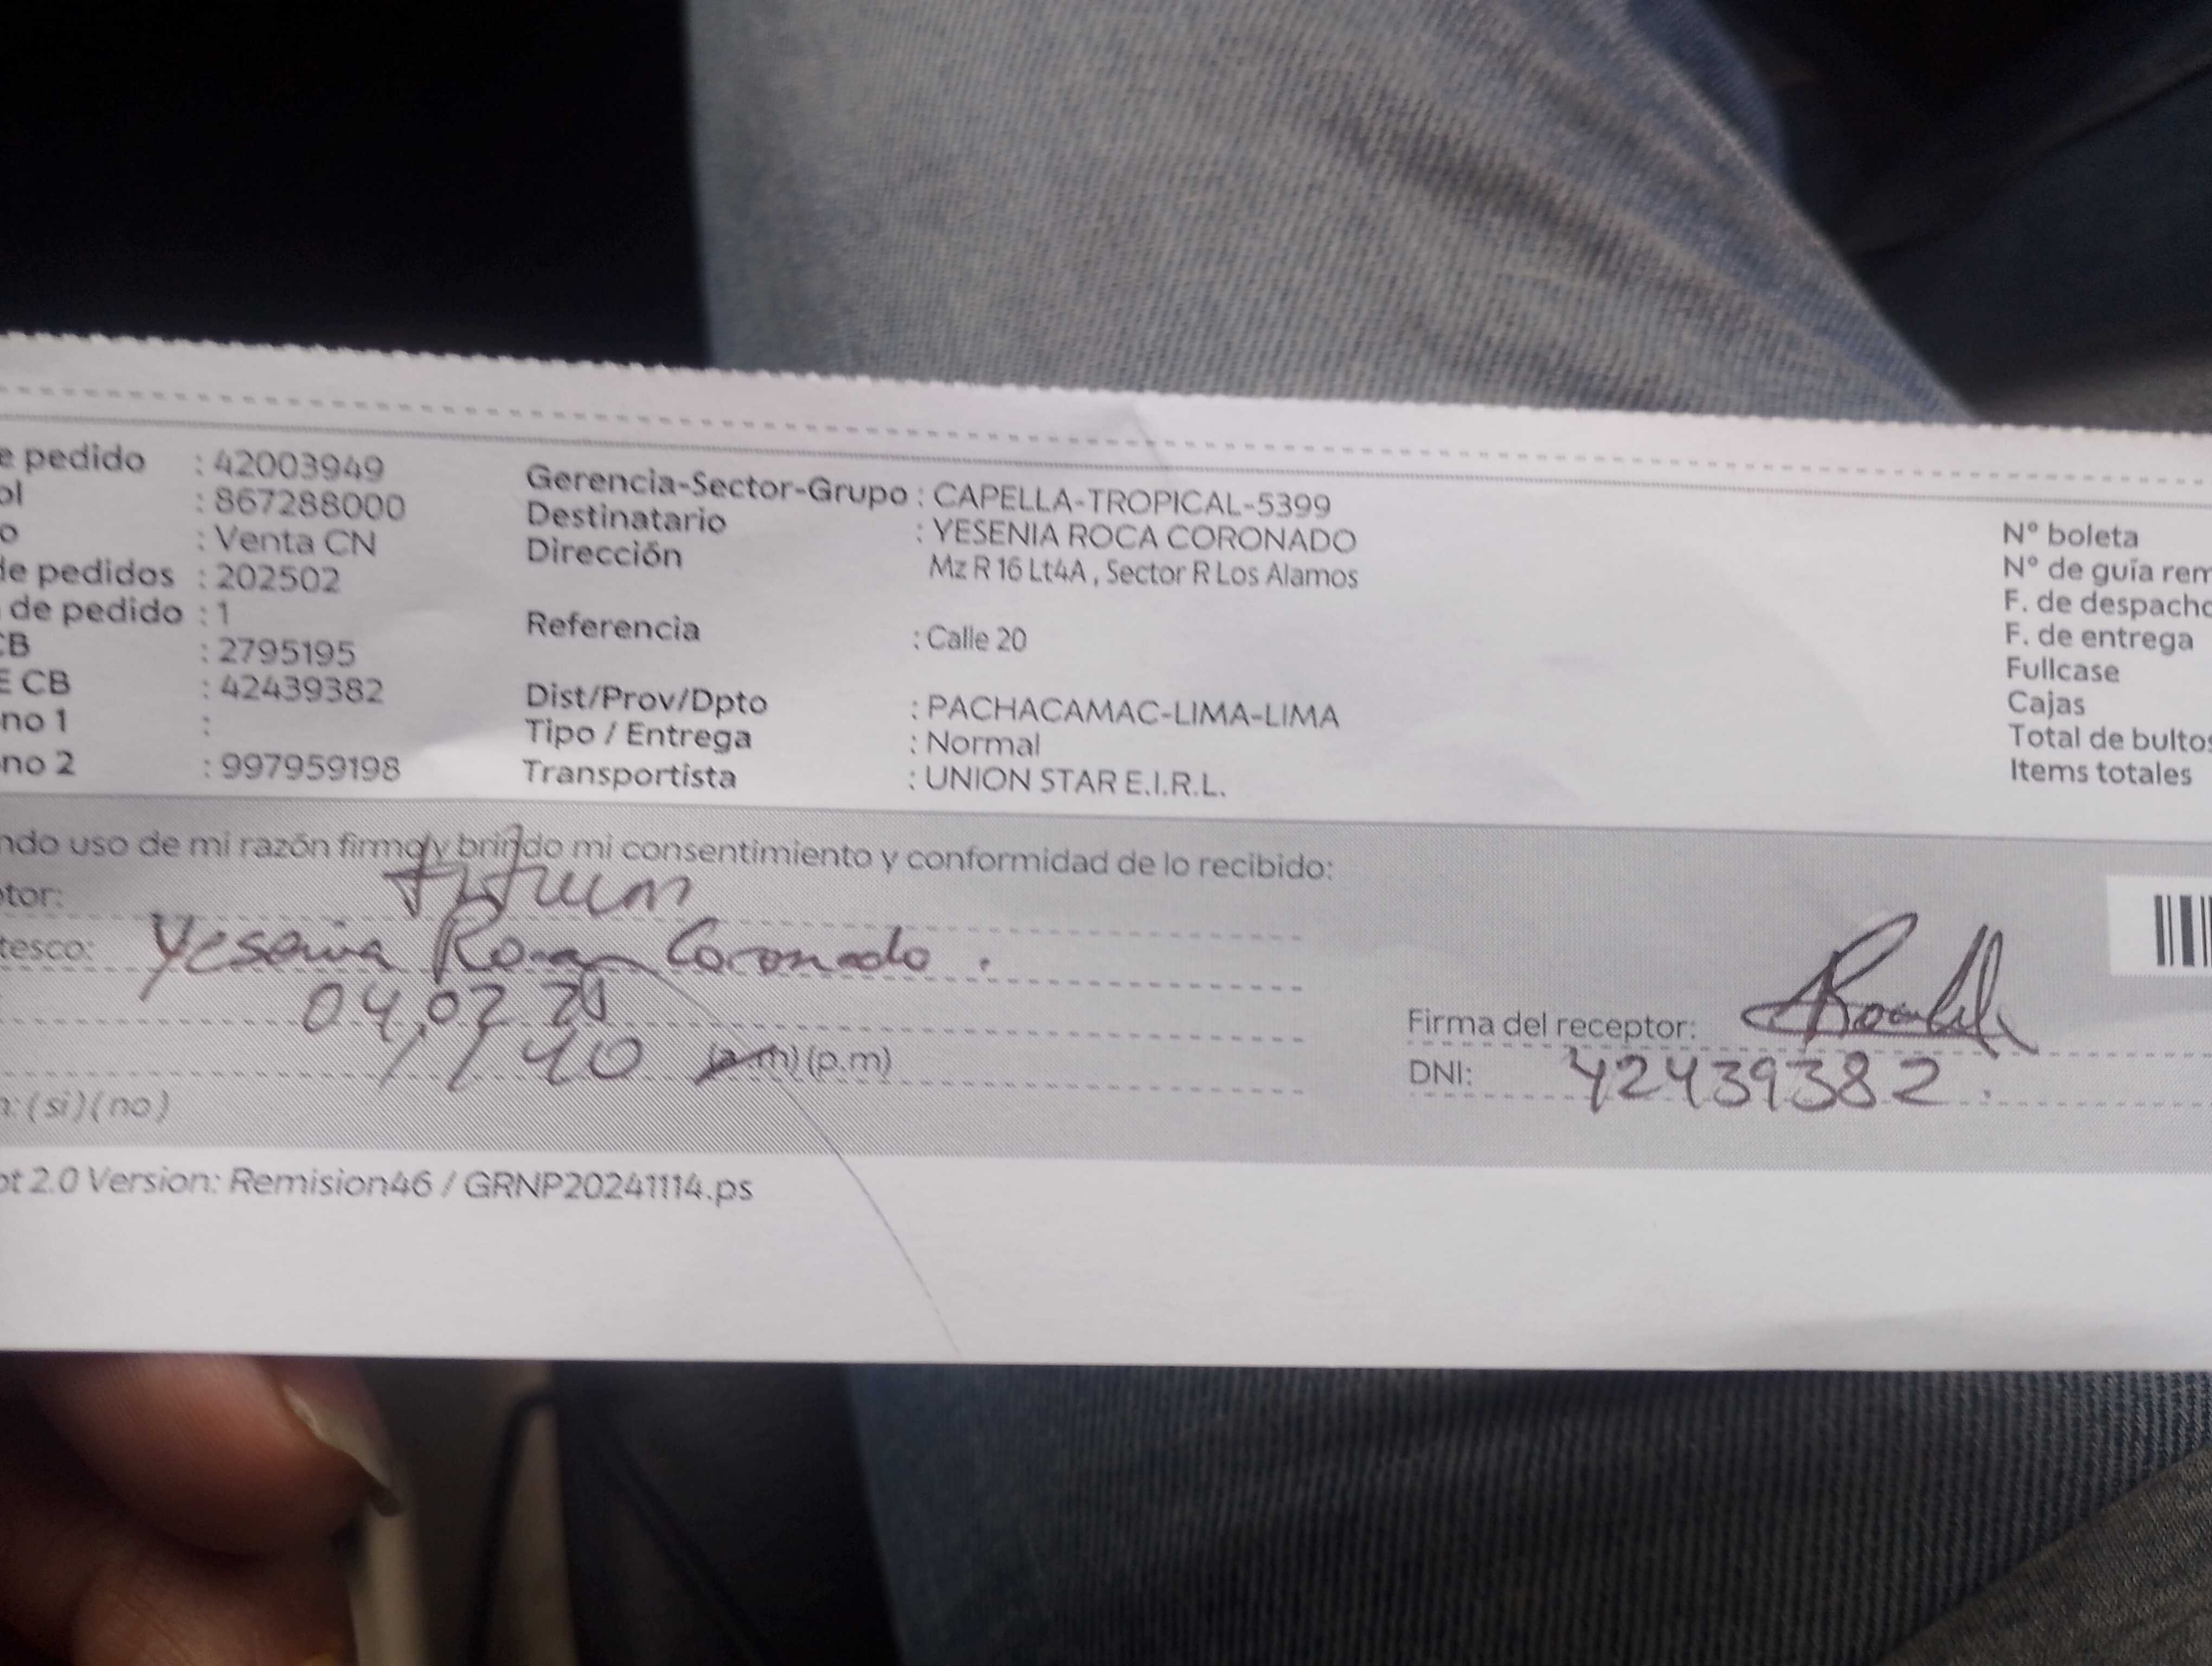 e pedido : 42003949
ol : 867288000
o : Venta CN
de pedidos : 202502
de pedido : 1
CB : 2795195
E CB : 42439382
no 1 :
no 2 : 997959198
Gerencia-Sector-Grupo : CAPELLA-TROPICAL-5399
Destinatario : YESENIA ROCA CORONADO
Dirección Mz R 16 Lt4A , Sector R Los Alamos
Referencia : Calle 20
Dist/Prov/Dpto : PACHACAMAC-LIMA-LIMA
Tipo / Entrega : Normal
Transportista : UNION STAR E.I.R.L.
Nº boleta
Nº de guía rem
F. de despacho
F. de entrega
Fullcase
Cajas
Total de bultos
Items totales
ndo uso de mi razón firmo y brindo mi consentimiento y conformidad de lo recibido:
tor:
tesco: Yesenia Roca Coronado .
04,02
40 (a.m) (p.m)
n: (si) (no)
Firma del receptor:
DNI: 42439382 .
ot 2.0 Version: Remision46 / GRNP20241114.ps